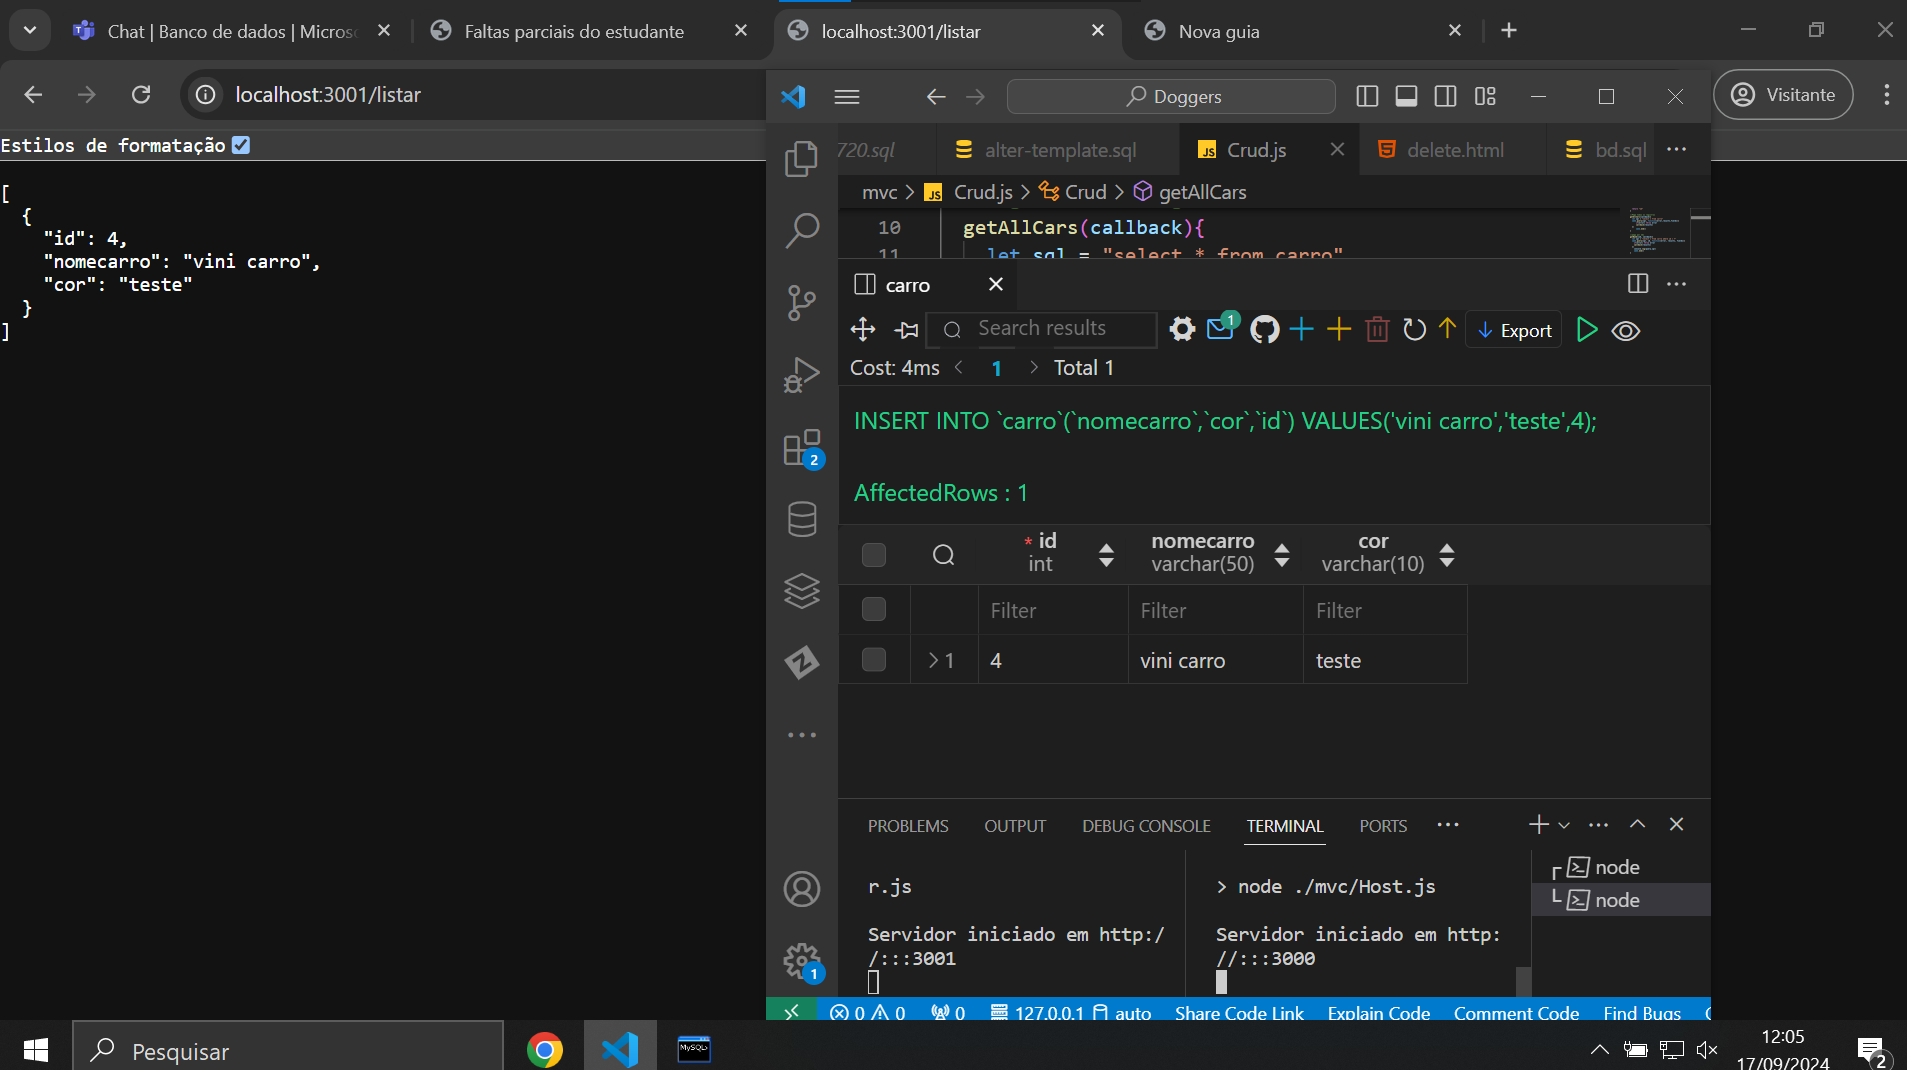 Chat | Banco de dados | Micros
Faltas parciais do estudante
localhost:3001/listar
Nova guia
localhost:3001/listar
Visitante
Estilos de formatação
[
{
"id": 4,
"nomecarro": "vini carro",
"cor": "teste"
}
]
Doggers
720.sql
alter-template.sql
JS Crud.js
delete.html
bd.sql
mvc > JS Crud.js > Crud > getAllCars
10 getAllCars(callback){
11 let sql = "select * from carro"
carro
Search results
1
Export
Cost: 4ms < 1 > Total 1
INSERT INTO `carro`(`nomecarro`,`cor`,`id`) VALUES('vini carro','teste',4);
AffectedRows : 1
* id nomecarro cor
int varchar(50) varchar(10)
Filter Filter Filter
1 4 vini carro teste
2
PROBLEMS OUTPUT DEBUG CONSOLE TERMINAL PORTS
r.js
Servidor iniciado em http:/
/:::3001
> node ./mvc/Host.js
Servidor iniciado em http:
//:::3000
node
node
1
0 0 0 127.0.0.1 auto Share Code Link Explain Code Comment Code Find Bugs
Pesquisar
MySQL
12:05
17/09/2024
2